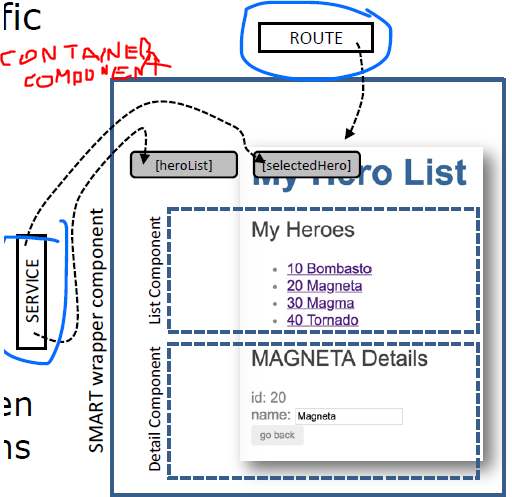 fic
ROUTE
CONTAINER
COMPONENT
[heroList]
[selectedHero]
My Hero List
SMART wrapper component
SERVICE
List Component
My Heroes
10 Bombasto
20 Magneta
30 Magma
40 Tornado
Detail Component
MAGNETA Details
id: 20
name: Magneta
go back
en
ns